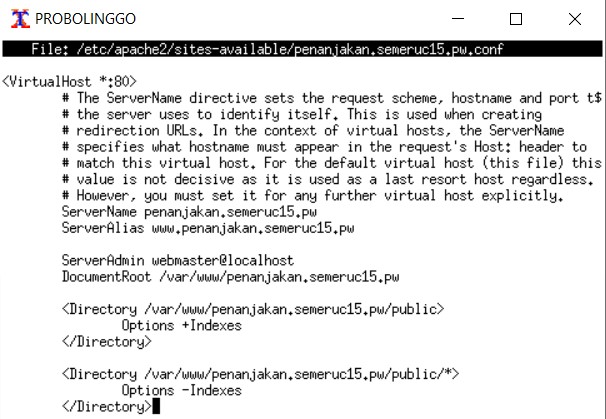 PROBOLINGGO
File: /etc/apache2/sites-available/penanjakan.semeruc15.pw.conf
<VirtualHost *:80>
# The ServerName directive sets the request scheme, hostname and port t$
# the server uses to identify itself. This is used when creating
# redirection URLs. In the context of virtual hosts, the ServerName
# specifies what hostname must appear in the request's Host: header to
# match this virtual host. For the default virtual host (this file) this
# value is not decisive as it is used as a last resort host regardless.
# However, you must set it for any further virtual host explicitly.
ServerName penanjakan.semeruc15.pw
ServerAlias www.penanjakan.semeruc15.pw
ServerAdmin webmaster@localhost
DocumentRoot /var/www/penanjakan.semeruc15.pw
<Directory /var/www/penanjakan.semeruc15.pw/public>
Options +Indexes
</Directory>
<Directory /var/www/penanjakan.semeruc15.pw/public/*>
Options -Indexes
</Directory>